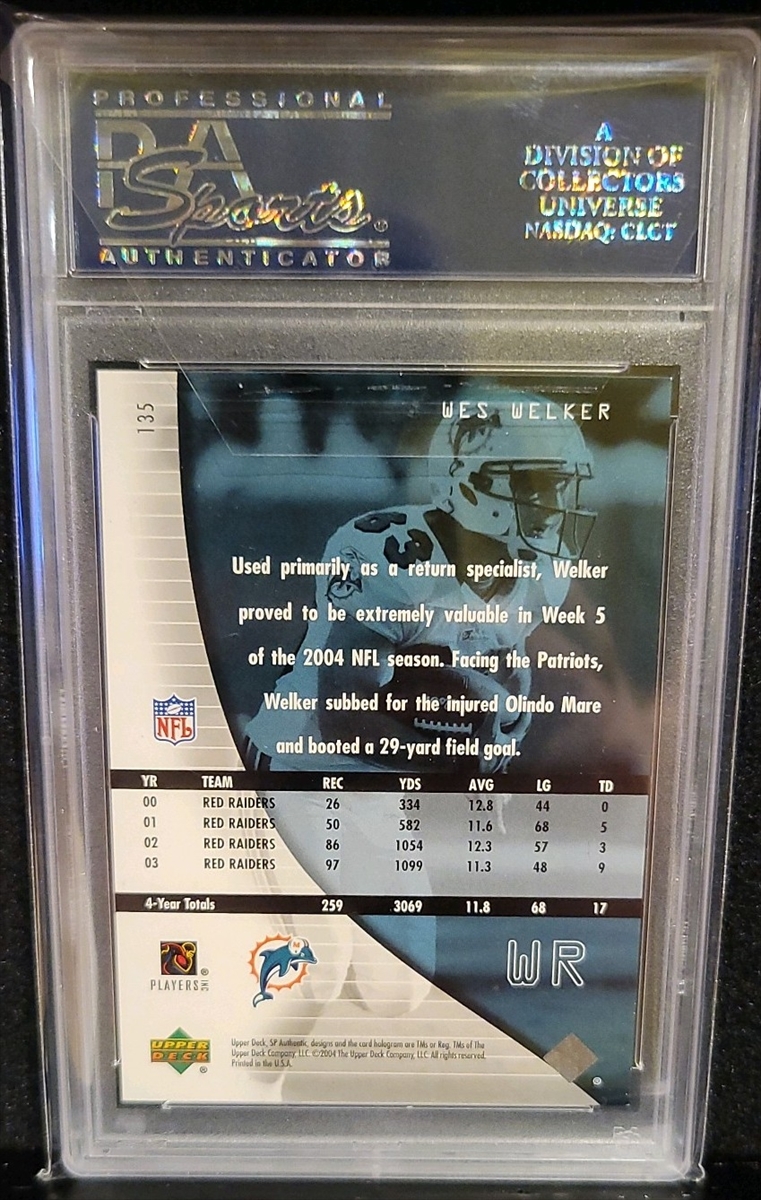 PROFESSIONAL
PSA
Sports®
AUTHENTICATOR
A
DIVISION OF
COLLECTORS
UNIVERSE
NASDAQ: CLCT
135
WES WELKER
83
Used primarily as a return specialist, Welker
proved to be extremely valuable in Week 5
of the 2004 NFL season. Facing the Patriots,
Welker subbed for the injured Olindo Mare
and booted a 29-yard field goal.
NFL
YR TEAM REC YDS AVG LG TD
00 RED RAIDERS 26 334 12.8 44 0
01 RED RAIDERS 50 582 11.6 68 5
02 RED RAIDERS 86 1054 12.3 57 3
03 RED RAIDERS 97 1099 11.3 48 9
4-Year Totals 259 3069 11.8 68 17
PLAYERS INC®
M
WR
UPPER
DECK®
Upper Deck, SP Authentic, designs and the card hologram are TMs or Reg. TMs of The
Upper Deck Company, LLC. ©2004 The Upper Deck Company, LLC. All rights reserved.
Printed in the U.S.A.
®